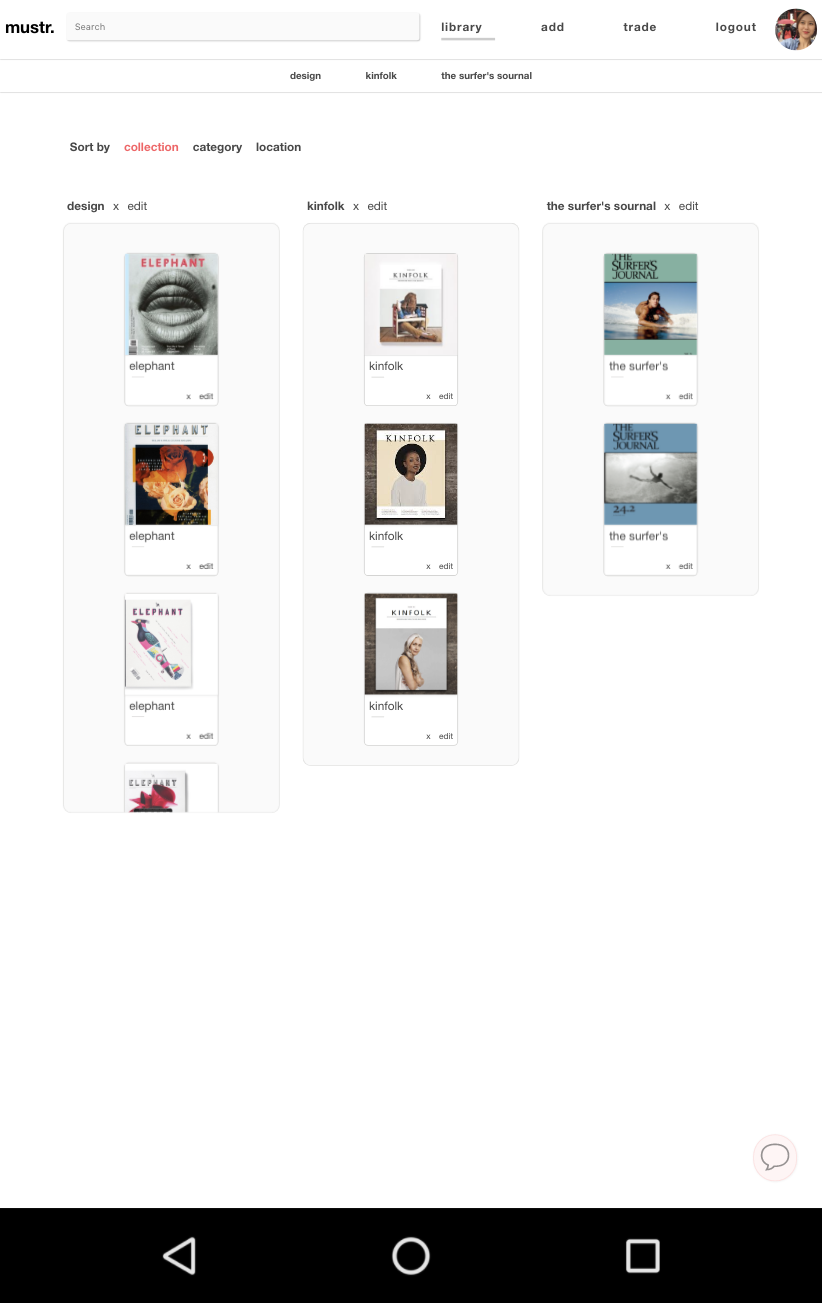 mustr.
Search
library add trade logout
design kinfolk the surfer's sournal
Sort by collection category location
design x edit
ELEPHANT
elephant
x edit
ELEPHANT
elephant
x edit
ELEPHANT
elephant
x edit
ELEPHANT
kinfolk x edit
KINFOLK
kinfolk
x edit
KINFOLK
kinfolk
x edit
KINFOLK
kinfolk
x edit
the surfer's sournal x edit
THE
SURFER'S
JOURNAL
the surfer's
x edit
THE
SURFER'S
JOURNAL
24.2
the surfer's
x edit